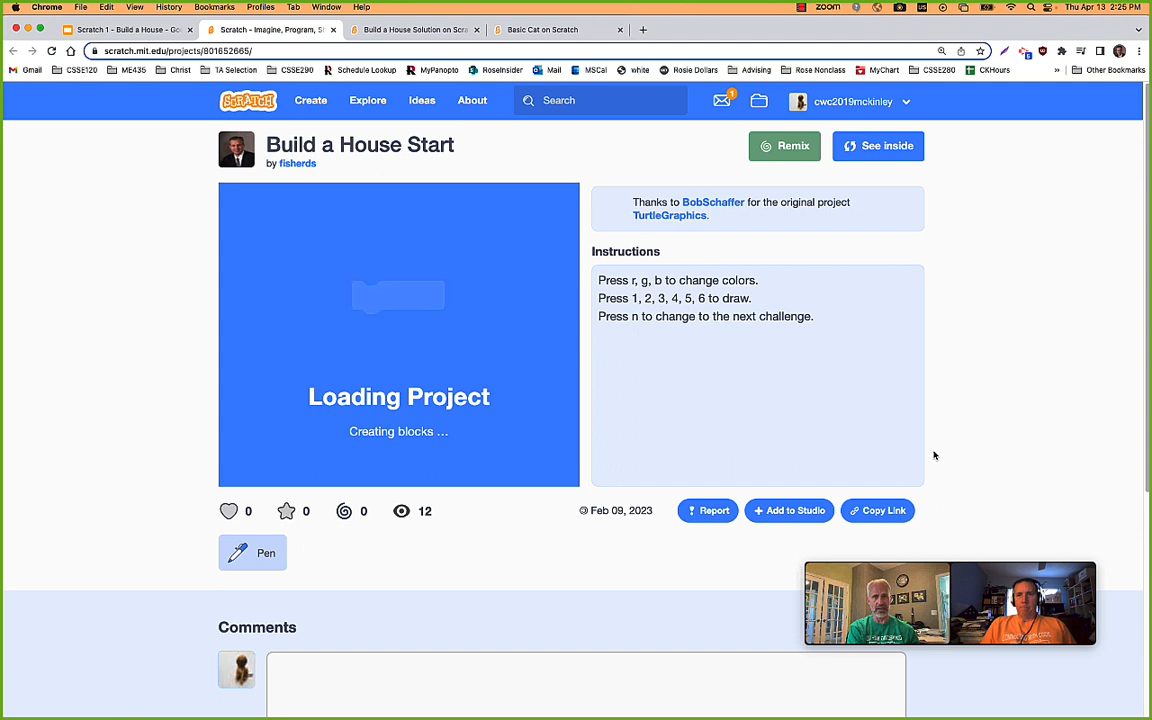 Chrome File Edit View History Bookmarks Profiles Tab Window Help zoom Thu Apr 13 2:25 PM
Scratch 1 - Build a House - Go Scratch - Imagine, Program, S Build a House Solution on Scra Basic Cat on Scratch
scratch.mit.edu/projects/801652665/
Gmail CSSE120 ME435 Christ TA Selection CSSE290 Schedule Lookup MyPanopto RoseInsider Mail MSCal white Rosie Dollars Advising Rose Nonclass MyChart CSSE280 CKHours » Other Bookmarks
SCRATCH Create Explore Ideas About Search 1 cwc2019mckinley
Build a House Start
by fisherds
Remix See inside
Thanks to BobSchaffer for the original project
TurtleGraphics.
Instructions
Press r, g, b to change colors.
Press 1, 2, 3, 4, 5, 6 to draw.
Press n to change to the next challenge.
Loading Project
Creating blocks ...
0 0 0 12 © Feb 09, 2023 Report Add to Studio Copy Link
Pen
Comments